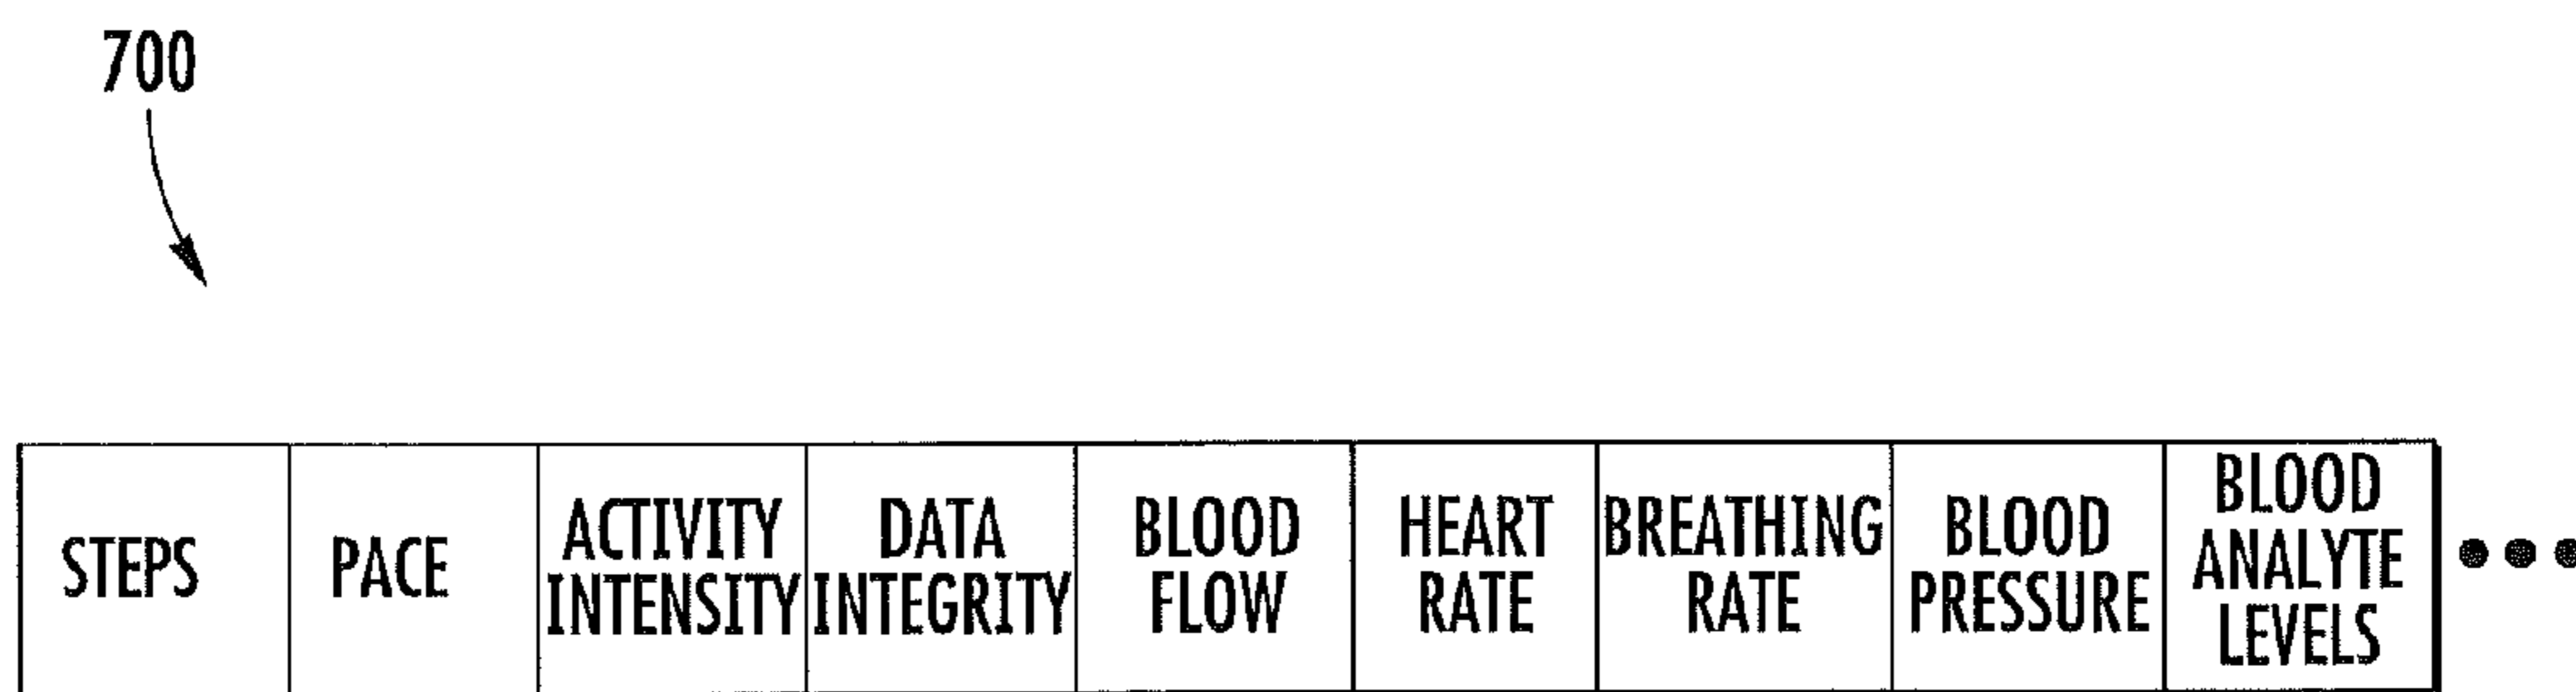 700
STEPS
PACE
ACTIVITY
INTENSITY
DATA
INTEGRITY
BLOOD
FLOW
HEART
RATE
BREATHING
RATE
BLOOD
PRESSURE
BLOOD
ANALYTE
LEVELS